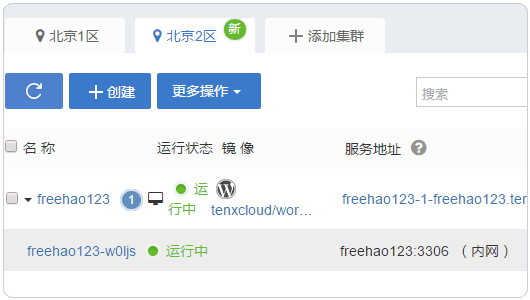 北京1区 北京2区 新 添加集群
创建 更多操作 搜索
名 称 运行状态 镜 像 服务地址 ?
freehao123 1 运行中 tenxcloud/wor… freehao123-1-freehao123.ten
freehao123-w0ljs 运行中 freehao123:3306 （内网）